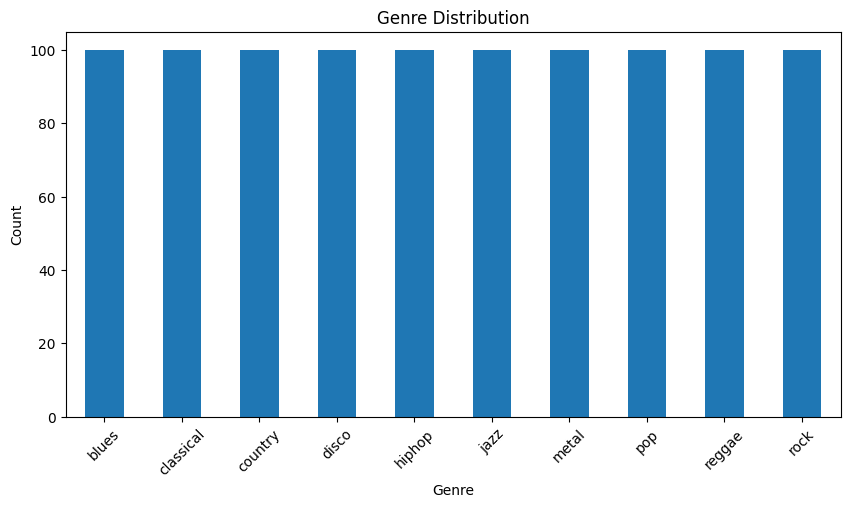 Genre Distribution
100
80
60
40
20
0
Count
blues
classical
country
disco
hiphop
jazz
metal
pop
reggae
rock
Genre